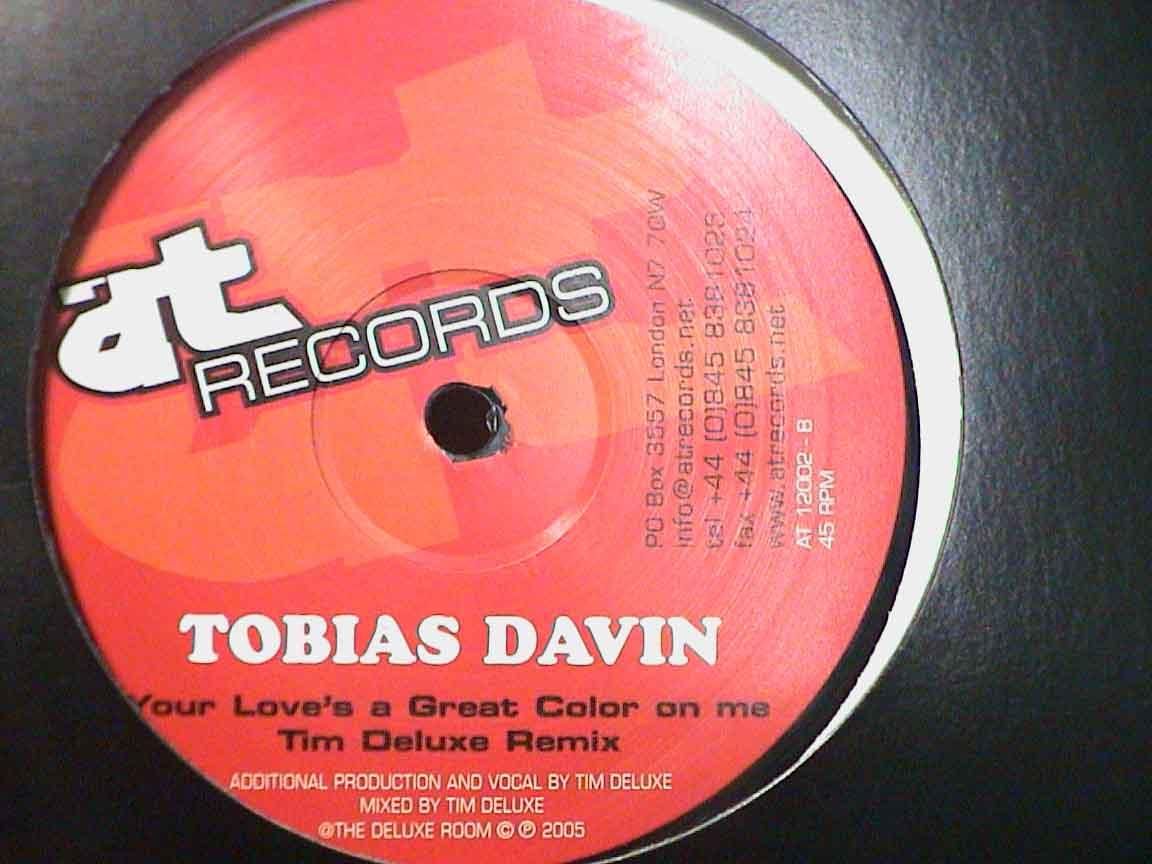 at
RECORDS
PO Box 3557 London N7 7QW
info@atrecords.net
tel +44 (0)845 8381023
fax +44 (0)845 8381024
www.atrecords.net
AT 12002 - B
45 RPM
TOBIAS DAVIN
Your Love's a Great Color on me
Tim Deluxe Remix
ADDITIONAL PRODUCTION AND VOCAL BY TIM DELUXE
MIXED BY TIM DELUXE
@THE DELUXE ROOM © ℗ 2005